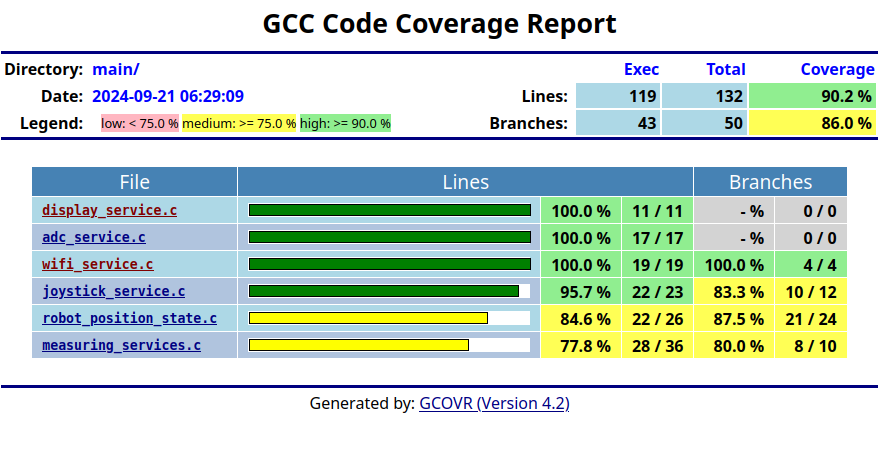 GCC Code Coverage Report
Directory: main/ Exec Total Coverage
Date: 2024-09-21 06:29:09 Lines: 119 132 90.2 %
Legend: low: < 75.0 % medium: >= 75.0 % high: >= 90.0 % Branches: 43 50 86.0 %
File Lines Branches
display_service.c 100.0 % 11 / 11 - % 0 / 0
adc_service.c 100.0 % 17 / 17 - % 0 / 0
wifi_service.c 100.0 % 19 / 19 100.0 % 4 / 4
joystick_service.c 95.7 % 22 / 23 83.3 % 10 / 12
robot_position_state.c 84.6 % 22 / 26 87.5 % 21 / 24
measuring_services.c 77.8 % 28 / 36 80.0 % 8 / 10
Generated by: GCOVR (Version 4.2)